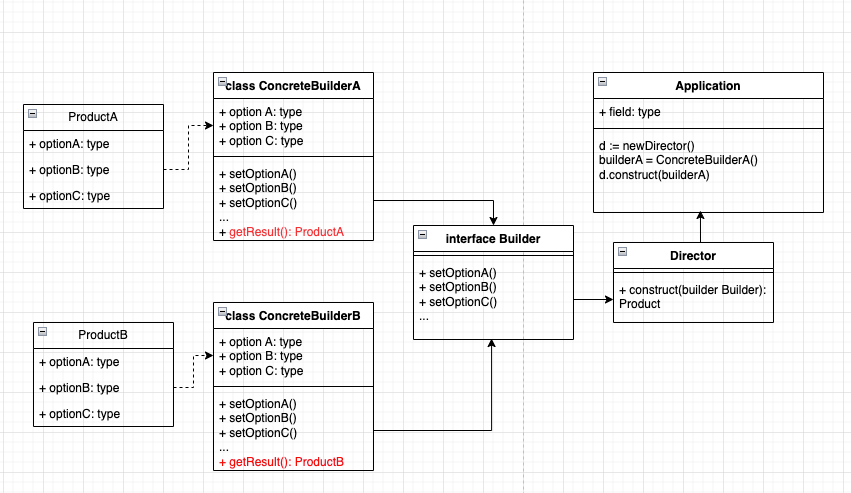 ProductA
+ optionA: type
+ optionB: type
+ optionC: type
class ConcreteBuilderA
+ option A: type
+ option B: type
+ option C: type
+ setOptionA()
+ setOptionB()
+ setOptionC()
...
+ getResult(): ProductA
ProductB
+ optionA: type
+ optionB: type
+ optionC: type
class ConcreteBuilderB
+ option A: type
+ option B: type
+ option C: type
+ setOptionA()
+ setOptionB()
+ setOptionC()
...
+ getResult(): ProductB
interface Builder
+ setOptionA()
+ setOptionB()
+ setOptionC()
...
Application
+ field: type
d := newDirector()
builderA = ConcreteBuilderA()
d.construct(builderA)
Director
+ construct(builder Builder):
Product